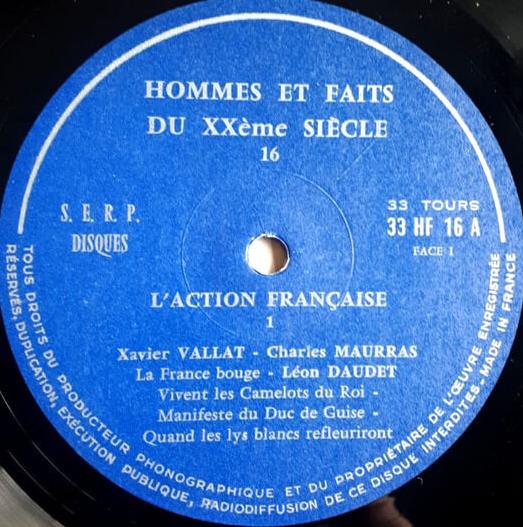 HOMMES ET FAITS
DU XXème SIÈCLE
16
S. E. R. P.
DISQUES
33 TOURS
33 HF 16 A
FACE 1
L'ACTION FRANÇAISE
1
Xavier VALLAT - Charles MAURRAS
La France bouge - Léon DAUDET
Vivent les Camelots du Roi -
Manifeste du Duc de Guise -
Quand les lys blancs refleuriront
TOUS DROITS DU PRODUCTEUR PHONOGRAPHIQUE ET DU PROPRIÉTAIRE DE L'ŒUVRE ENREGISTRÉE
RÉSERVÉS, DUPLICATION, EXÉCUTION PUBLIQUE, RADIODIFFUSION DE CE DISQUE INTERDITES - MADE IN FRANCE